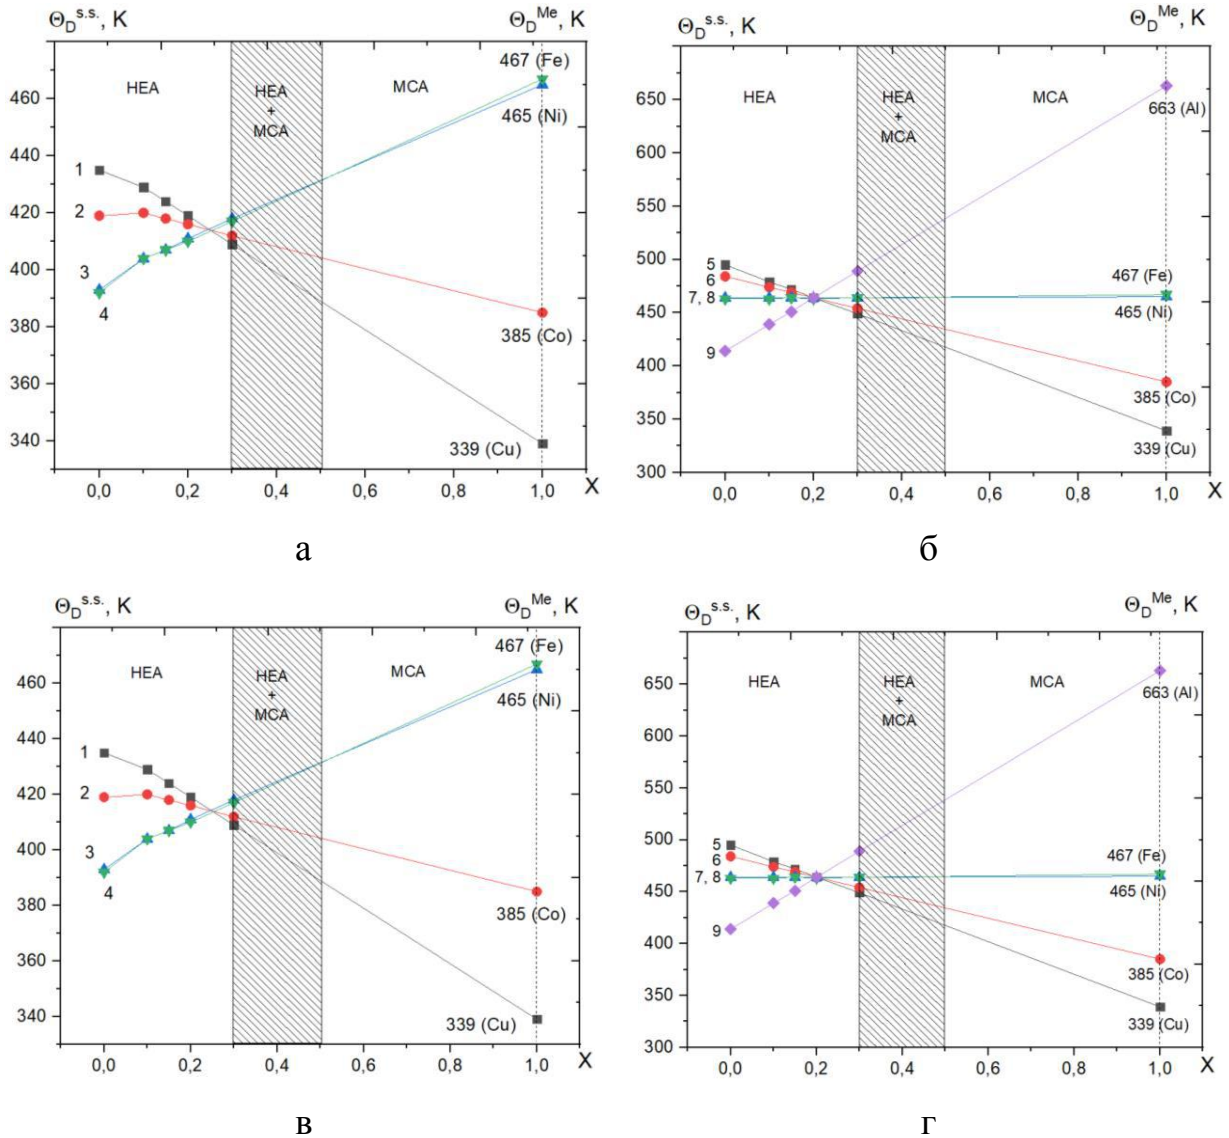 Θ_D^s.s., K
Θ_D^Me, K
467 (Fe)
HEA
HEA
+
MCA
MCA
465 (Ni)
460
440
420
400
380
360
340
1
2
3
4
385 (Co)
339 (Cu)
0,0 0,2 0,4 0,6 0,8 1,0 X
а
Θ_D^s.s., K
Θ_D^Me, K
HEA
HEA
+
MCA
MCA
663 (Al)
650
600
550
500
450
400
350
300
5
6
7, 8
9
467 (Fe)
465 (Ni)
385 (Co)
339 (Cu)
0,0 0,2 0,4 0,6 0,8 1,0 X
б
Θ_D^s.s., K
Θ_D^Me, K
467 (Fe)
HEA
HEA
+
MCA
MCA
465 (Ni)
460
440
420
400
380
360
340
1
2
3
4
385 (Co)
339 (Cu)
0,0 0,2 0,4 0,6 0,8 1,0 X
в
Θ_D^s.s., K
Θ_D^Me, K
HEA
HEA
+
MCA
MCA
663 (Al)
650
600
550
500
450
400
350
300
5
6
7, 8
9
467 (Fe)
465 (Ni)
385 (Co)
339 (Cu)
0,0 0,2 0,4 0,6 0,8 1,0 X
г